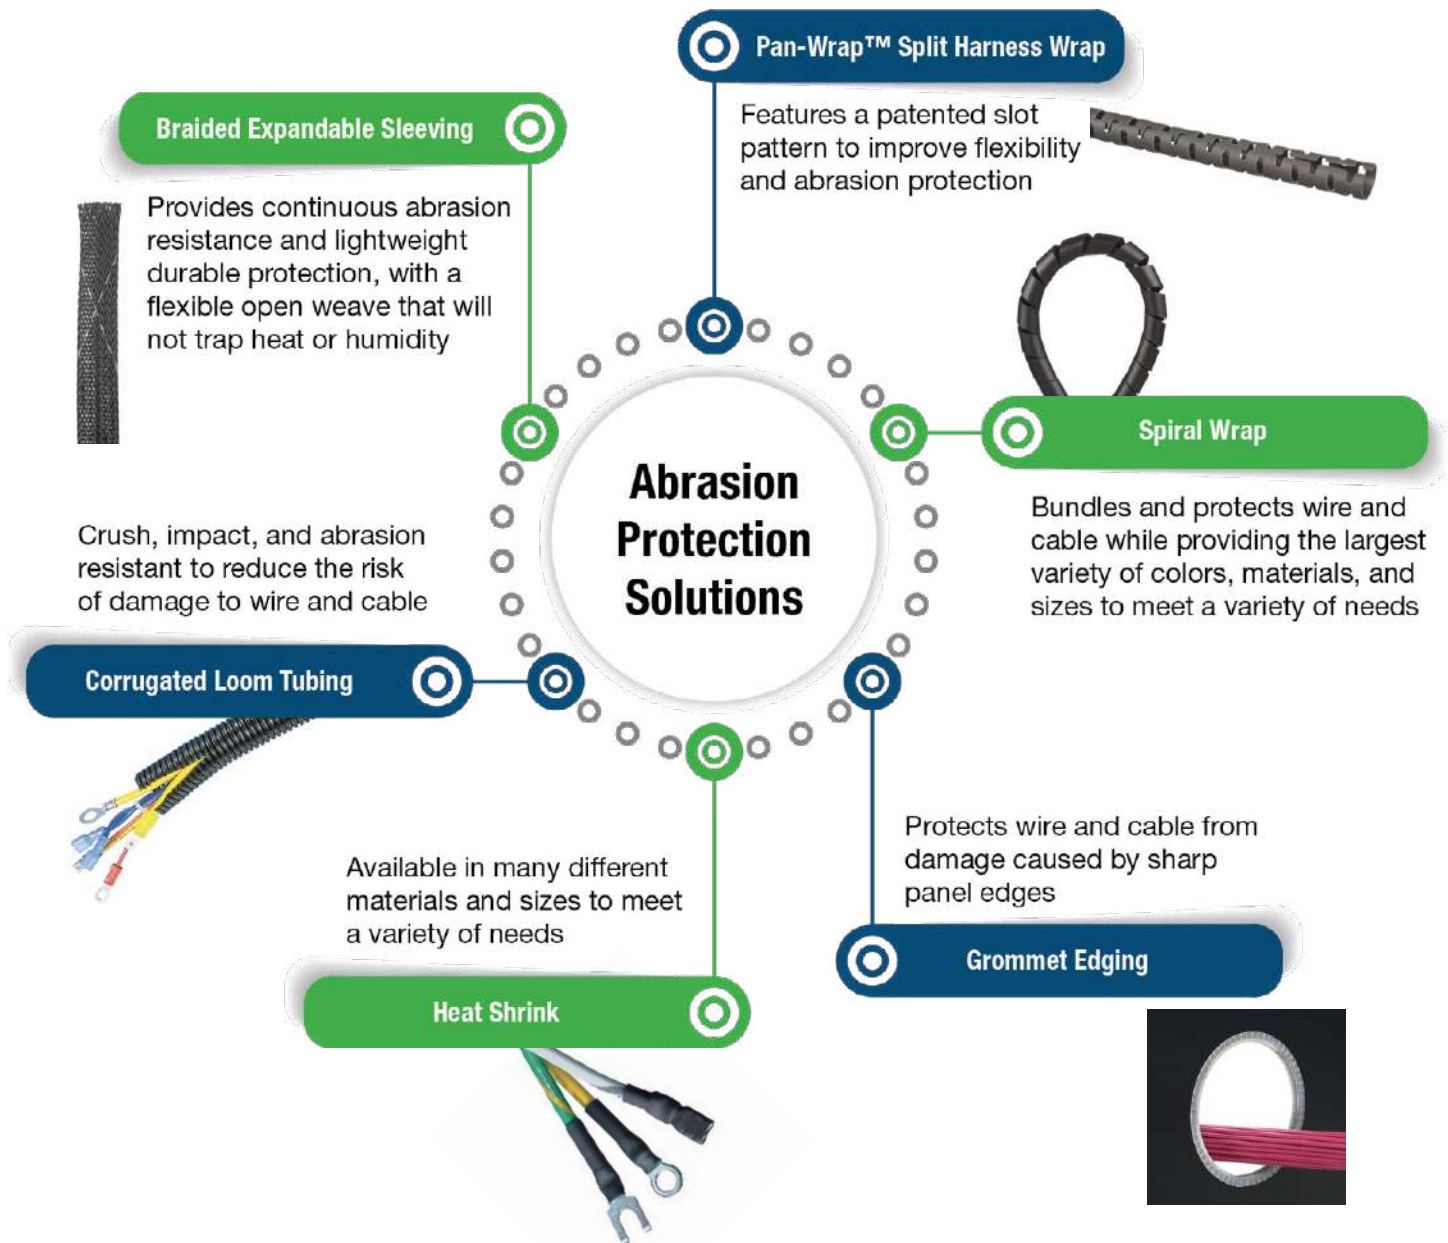 Pan-Wrap™ Split Harness Wrap
Features a patented slot
pattern to improve flexibility
and abrasion protection
Braided Expandable Sleeving
Provides continuous abrasion
resistance and lightweight
durable protection, with a
flexible open weave that will
not trap heat or humidity
Spiral Wrap
Bundles and protects wire and
cable while providing the largest
variety of colors, materials, and
sizes to meet a variety of needs
Abrasion
Protection
Solutions
Crush, impact, and abrasion
resistant to reduce the risk
of damage to wire and cable
Corrugated Loom Tubing
Protects wire and cable from
damage caused by sharp
panel edges
Grommet Edging
Available in many different
materials and sizes to meet
a variety of needs
Heat Shrink